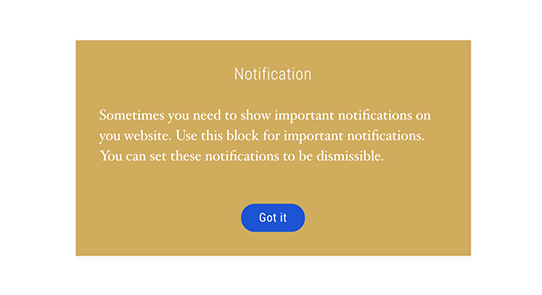 Notification
Sometimes you need to show important notifications on
you website. Use this block for important notifications.
You can set these notifications to be dismissible.
Got it